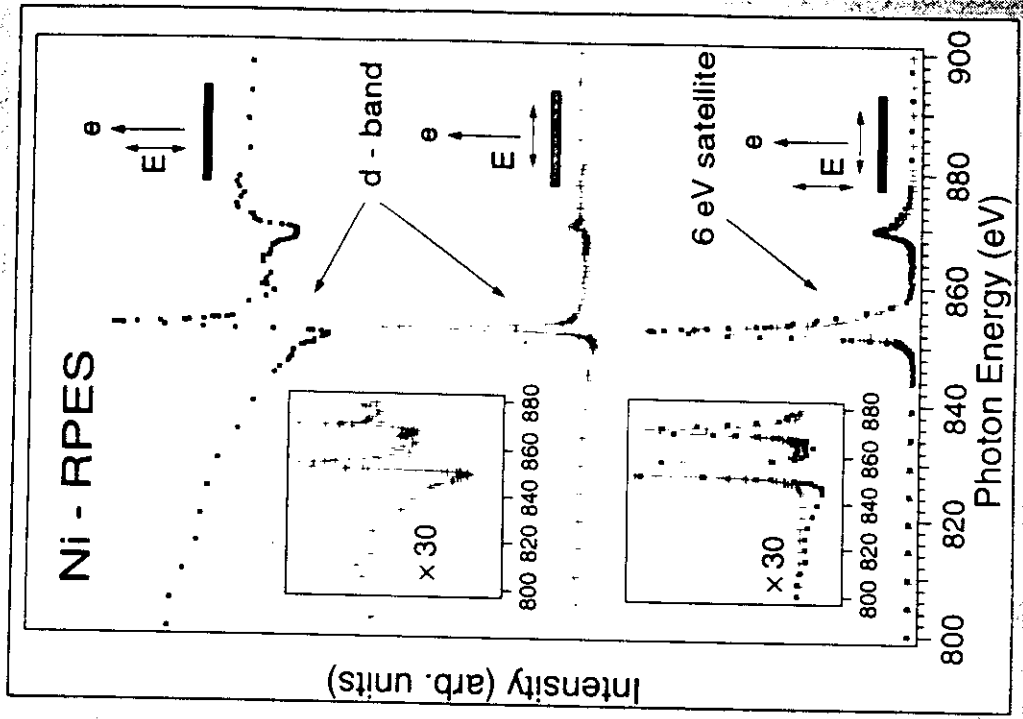 Ni - RPES
e
E
d - band
e
E
× 30
800 820 840 860 880
6 eV satellite
e
E
× 30
800 820 840 860 880
800 820 840 860 880 900
Photon Energy (eV)
Intensity (arb. units)